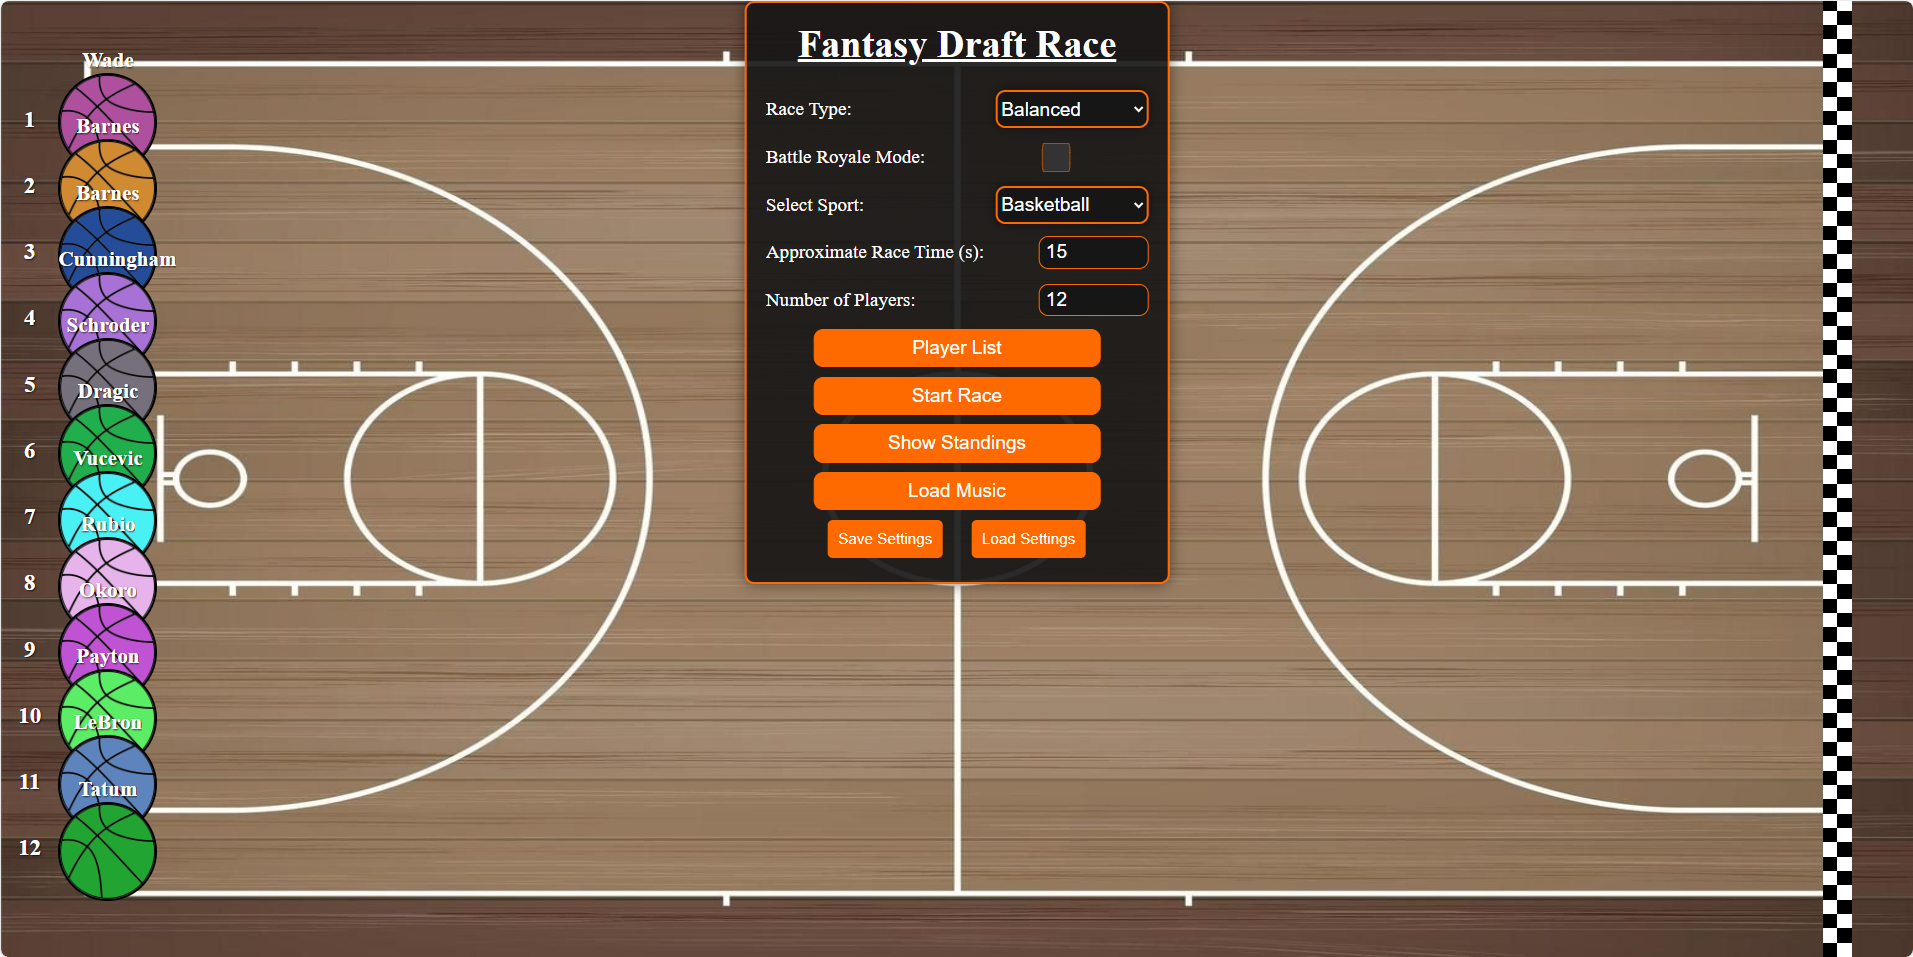 Fantasy Draft Race
Race Type: Balanced
Battle Royale Mode:
Select Sport: Basketball
Approximate Race Time (s): 15
Number of Players: 12
Player List
Start Race
Show Standings
Load Music
Save Settings Load Settings
Wade
1
Barnes
2
Barnes
3
Cunningham
4
Schroder
5
Dragic
6
Vucevic
7
Rubio
8
Okoro
9
Payton
10
LeBron
11
Tatum
12